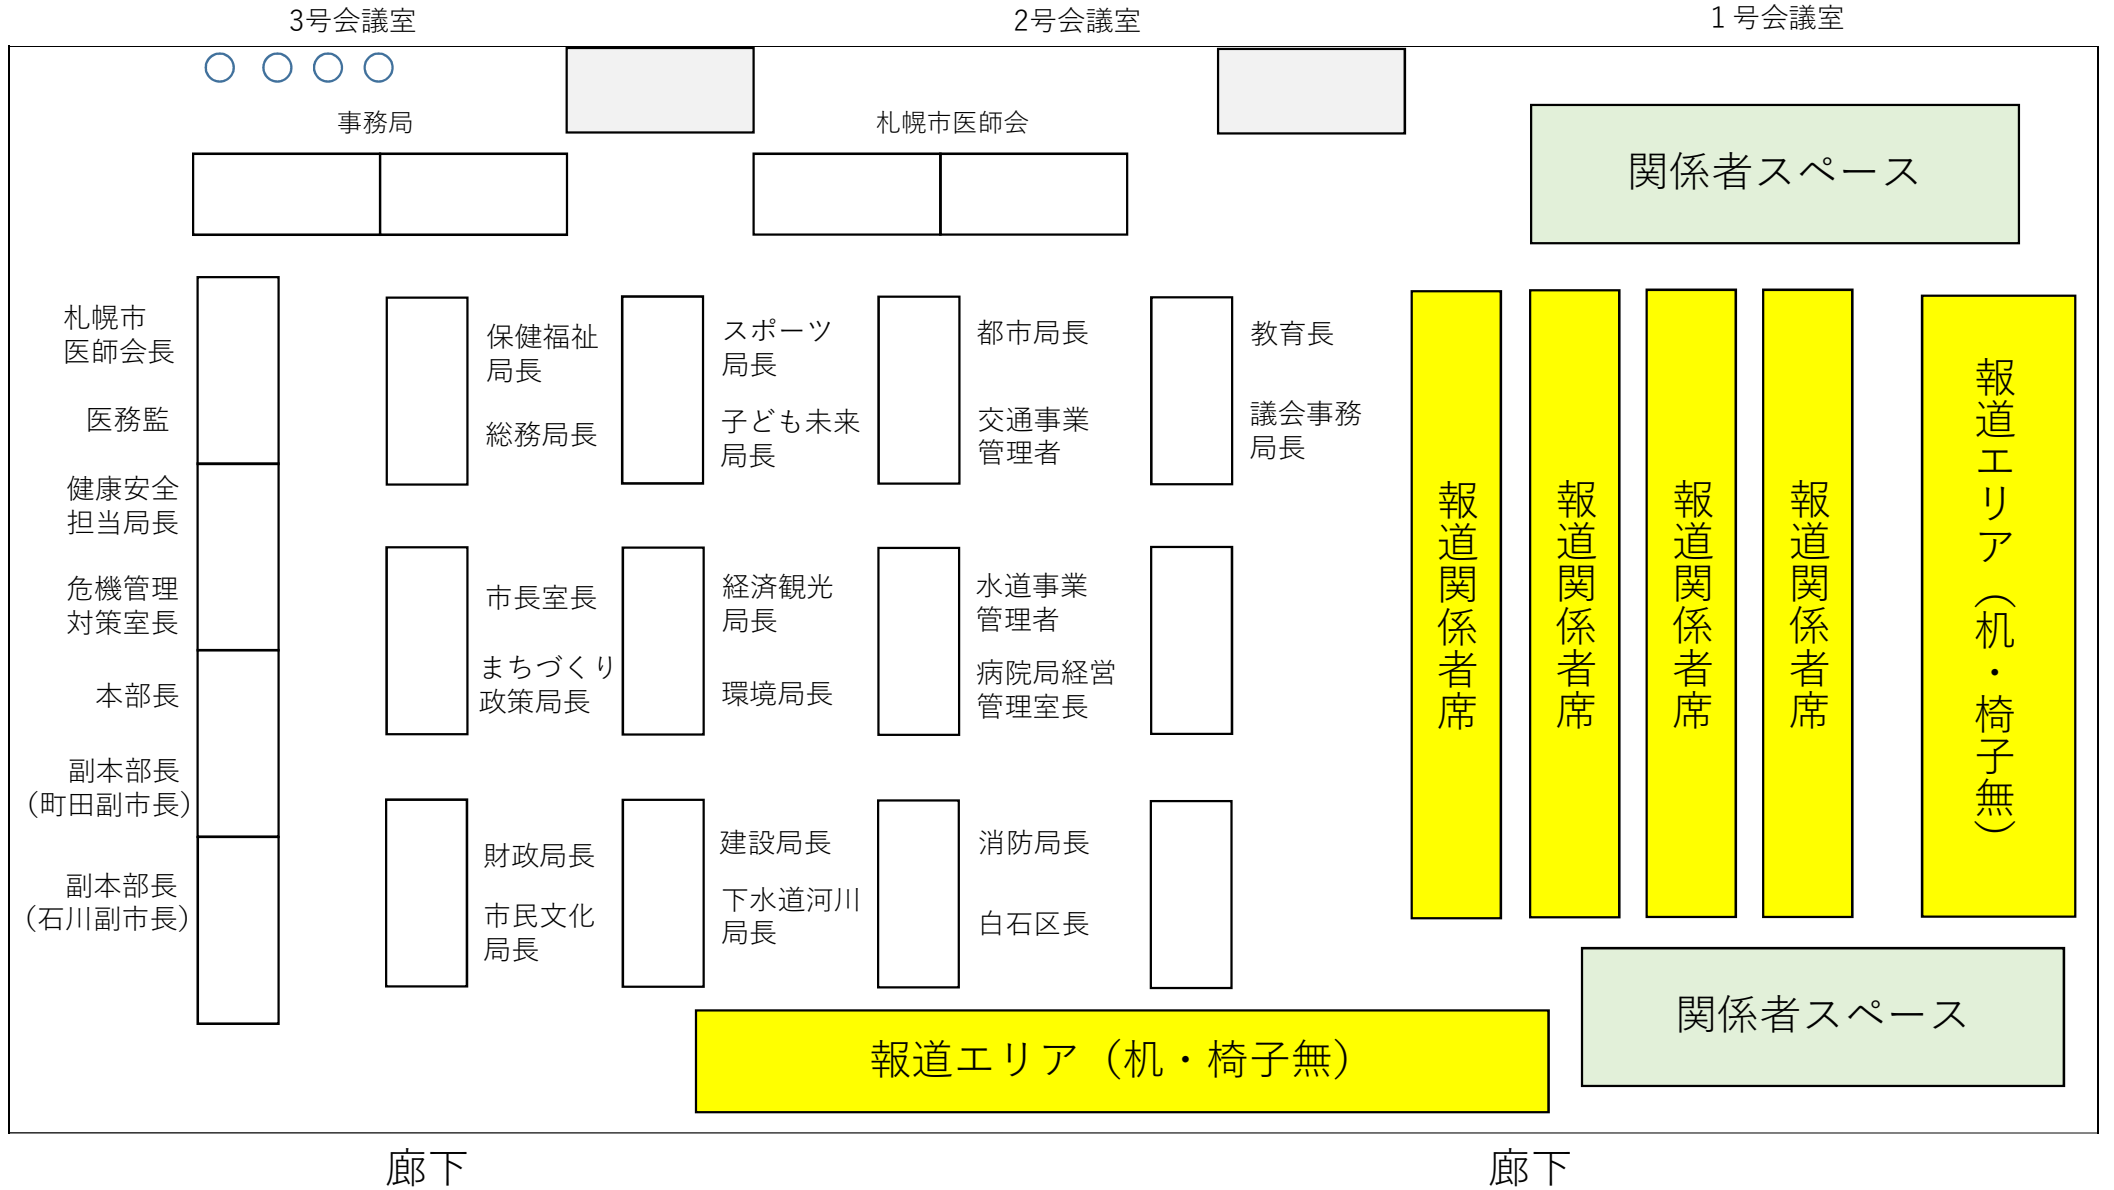 3号会議室
2号会議室
１号会議室
事務局
札幌市医師会
関係者スペース
札幌市
医師会長
医務監
健康安全
担当局長
危機管理
対策室長
本部長
副本部長
(町田副市長)
副本部長
(石川副市長)
保健福祉
局長
総務局長
市長室長
まちづくり
政策局長
財政局長
市民文化
局長
スポーツ
局長
子ども未来
局長
経済観光
局長
環境局長
建設局長
下水道河川
局長
都市局長
交通事業
管理者
水道事業
管理者
病院局経営
管理室長
消防局長
白石区長
教育長
議会事務
局長
報道関係者席
報道関係者席
報道関係者席
報道関係者席
報道エリア（机・椅子無）
関係者スペース
報道エリア（机・椅子無）
廊下
廊下